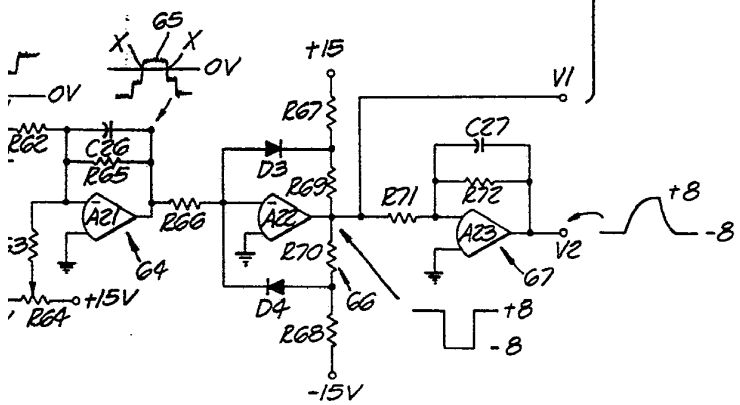 65
X
X
0V
0V
+15
V1
R62
C26
R65
R67
C27
D3
R69
R71
R72
+8
-8
A21
R66
A22
A23
V2
64
R70
67
63
D4
66
+15V
R64
R68
+8
-8
-15V